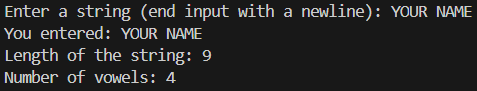 Enter a string (end input with a newline): YOUR NAME
You entered: YOUR NAME
Length of the string: 9
Number of vowels: 4